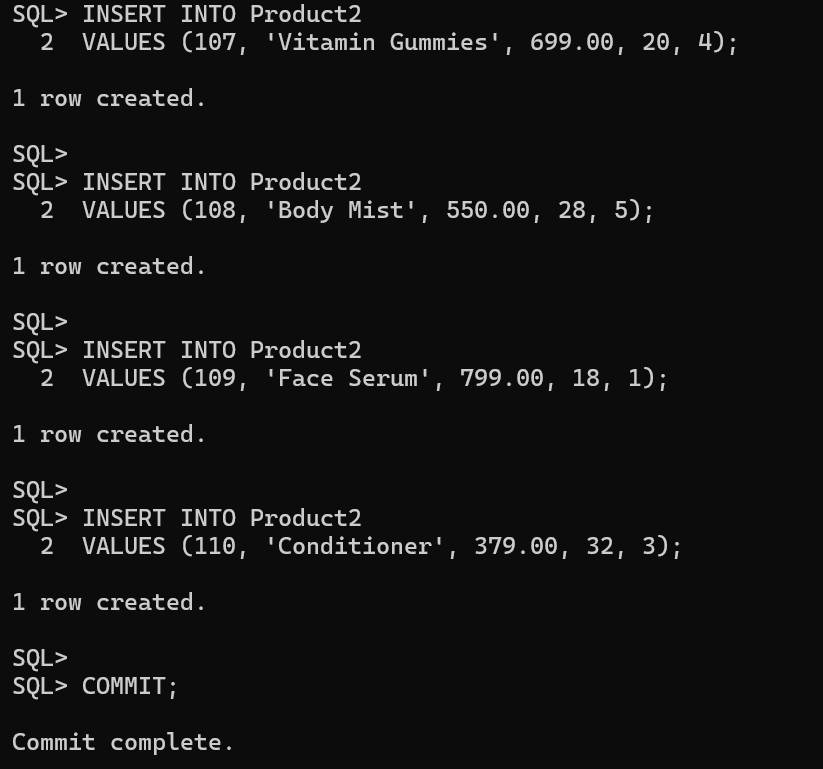 SQL> INSERT INTO Product2
  2  VALUES (107, 'Vitamin Gummies', 699.00, 20, 4);
1 row created.
SQL>
SQL> INSERT INTO Product2
  2  VALUES (108, 'Body Mist', 550.00, 28, 5);
1 row created.
SQL>
SQL> INSERT INTO Product2
  2  VALUES (109, 'Face Serum', 799.00, 18, 1);
1 row created.
SQL>
SQL> INSERT INTO Product2
  2  VALUES (110, 'Conditioner', 379.00, 32, 3);
1 row created.
SQL>
SQL> COMMIT;
Commit complete.